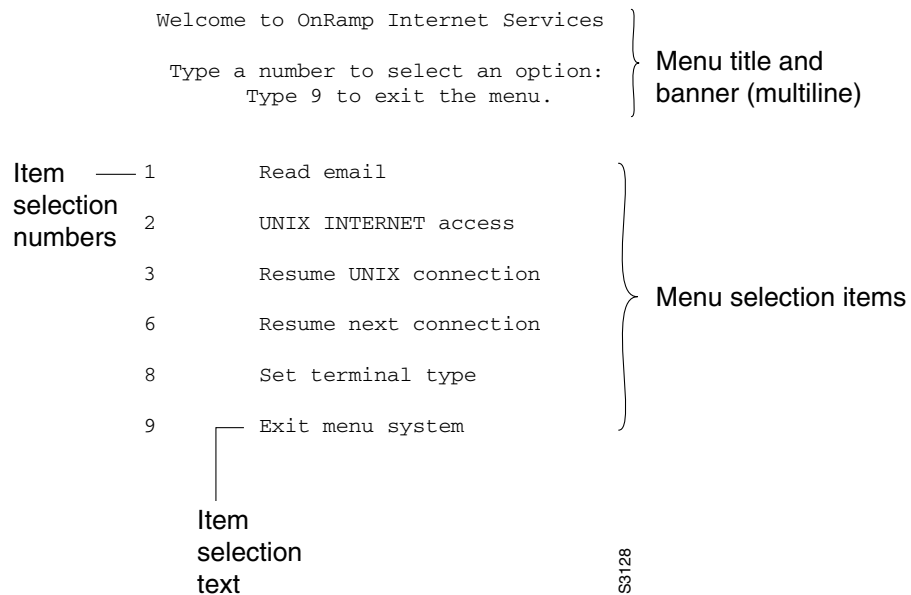 Welcome to OnRamp Internet Services
Type a number to select an option:
Type 9 to exit the menu.
Menu title and
banner (multiline)
Item
selection
numbers
1 Read email
2 UNIX INTERNET access
3 Resume UNIX connection
6 Resume next connection
8 Set terminal type
9 Exit menu system
Menu selection items
Item
selection
text
S3128